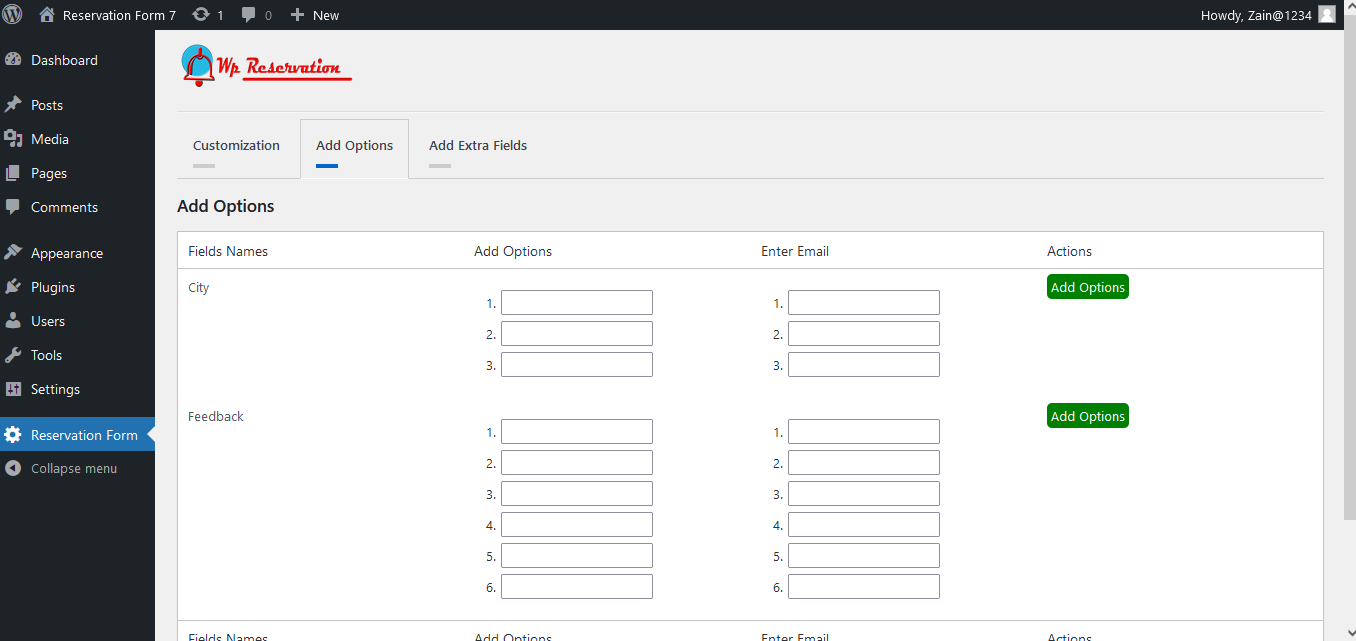 Reservation Form 7 1 0 New Howdy, Zain@1234
Dashboard
Posts
Media
Pages
Comments
Appearance
Plugins
Users
Tools
Settings
Reservation Form
Collapse menu
Wp Reservation
Customization Add Options Add Extra Fields
Add Options
Fields Names Add Options Enter Email Actions
City Add Options
1. 1.
2. 2.
3. 3.
Feedback Add Options
1. 1.
2. 2.
3. 3.
4. 4.
5. 5.
6. 6.
Fields Names Add Options Enter Email Actions